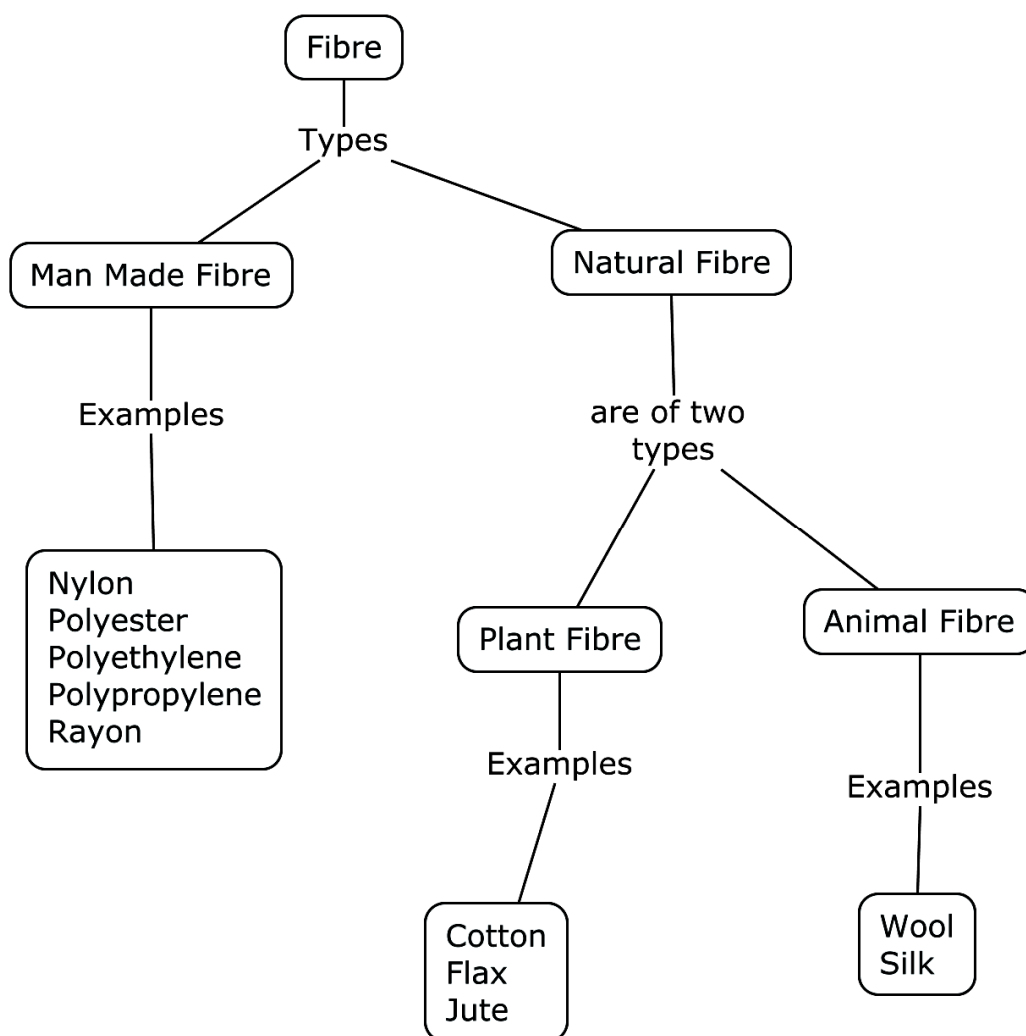 Fibre
Types
Man Made Fibre
Natural Fibre
Examples
are of two
types
Nylon
Polyester
Polyethylene
Polypropylene
Rayon
Plant Fibre
Animal Fibre
Examples
Examples
Cotton
Flax
Jute
Wool
Silk